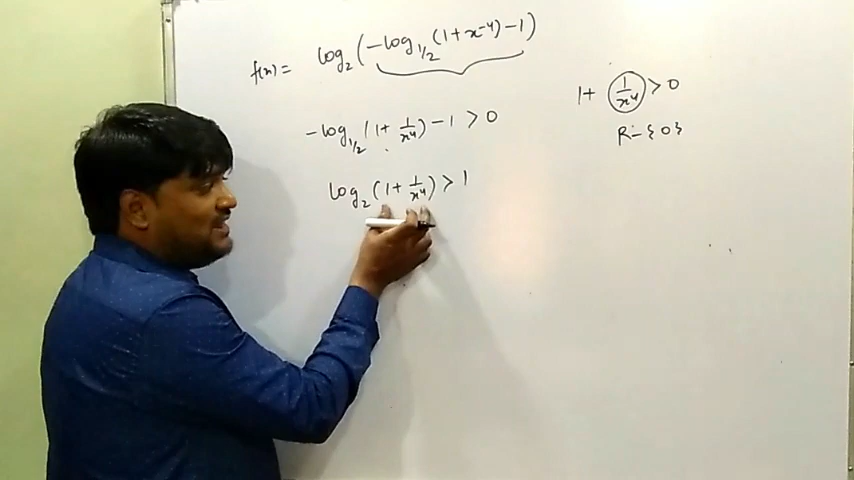 f(x) = log₂(-log₁/₂(1+x⁻⁴)-1)
-log₁/₂(1+ 1/x⁴)-1 > 0
log₂(1+ 1/x⁴) > 1
1+ 1/x⁴ > 0
R-{0}